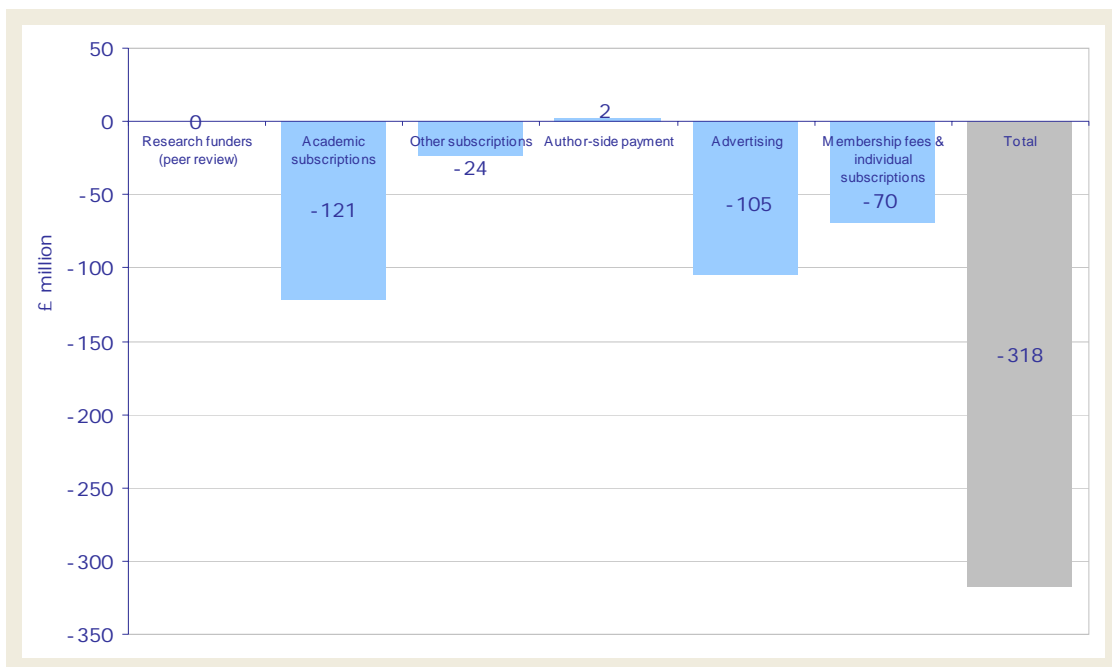 50
0
-50
-100
-150
-200
-250
-300
-350
£ million
0
2
Research funders
(peer review)
Academic
subscriptions
Other subscriptions
Author-side payment
Advertising
Membership fees &
individual
subscriptions
Total
-121
-24
-105
-70
-318